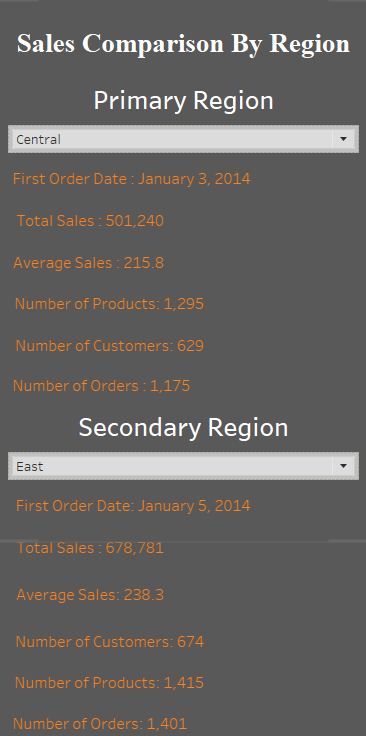 Sales Comparison By Region
Primary Region
Central
First Order Date : January 3, 2014
Total Sales : 501,240
Average Sales : 215.8
Number of Products: 1,295
Number of Customers: 629
Number of Orders : 1,175
Secondary Region
East
First Order Date: January 5, 2014
Total Sales : 678,781
Average Sales: 238.3
Number of Customers: 674
Number of Products: 1,415
Number of Orders: 1,401